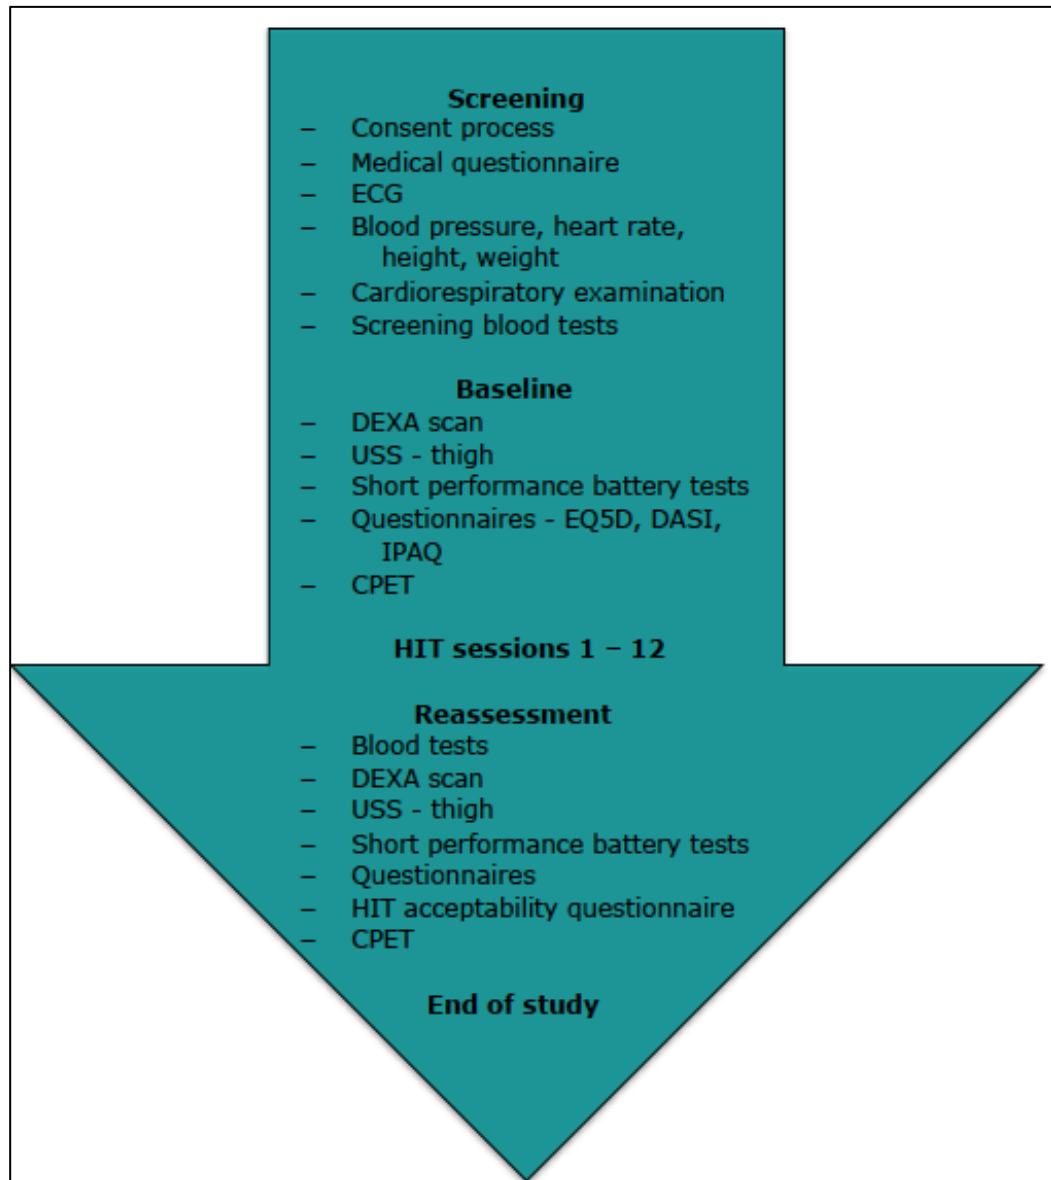 Screening
– Consent process
– Medical questionnaire
– ECG
– Blood pressure, heart rate,
height, weight
– Cardiorespiratory examination
– Screening blood tests
Baseline
– DEXA scan
– USS - thigh
– Short performance battery tests
– Questionnaires - EQ5D, DASI,
IPAQ
– CPET
HIT sessions 1 – 12
Reassessment
– Blood tests
– DEXA scan
– USS - thigh
– Short performance battery tests
– Questionnaires
– HIT acceptability questionnaire
– CPET
End of study